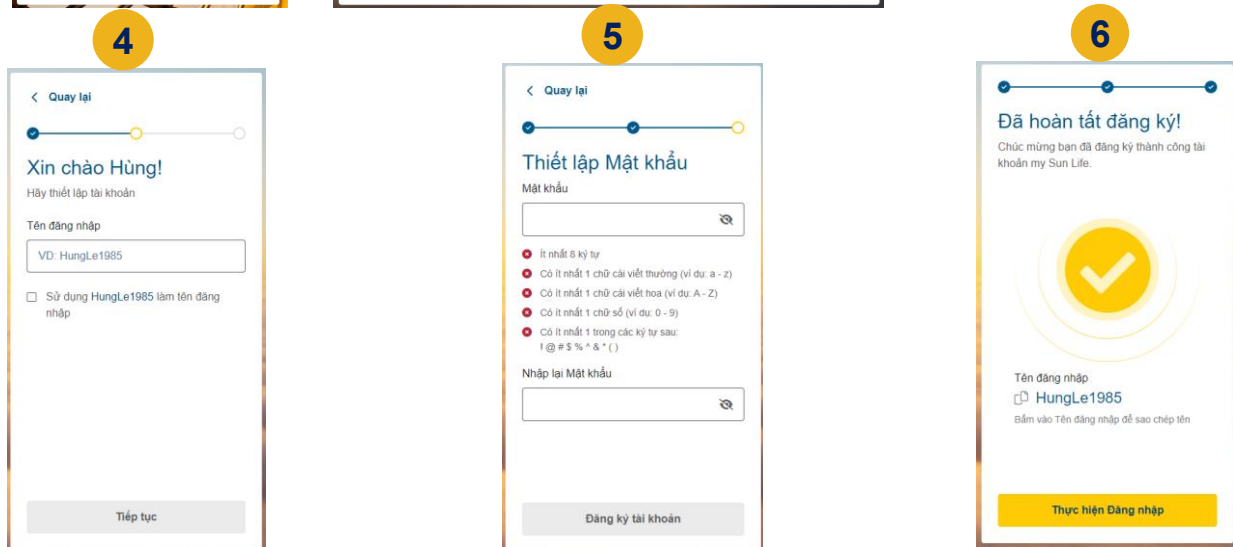 4
< Quay lại
Xin chào Hùng!
Hãy thiết lập tài khoản
Tên đăng nhập
VD: HungLe1985
Sử dụng HungLe1985 làm tên đăng
nhập
Tiếp tục
5
< Quay lại
Thiết lập Mật khẩu
Mật khẩu
Ít nhất 8 ký tự
Có ít nhất 1 chữ cái viết thường (ví dụ: a - z)
Có ít nhất 1 chữ cái viết hoa (ví dụ: A - Z)
Có ít nhất 1 chữ số (ví dụ: 0 - 9)
Có ít nhất 1 trong các ký tự sau:
! @ # $ % ^ & * ( )
Nhập lại Mật khẩu
Đăng ký tài khoản
6
Đã hoàn tất đăng ký!
Chúc mừng bạn đã đăng ký thành công tài
khoản my Sun Life.
Tên đăng nhập
HungLe1985
Bấm vào Tên đăng nhập để sao chép tên
Thực hiện Đăng nhập